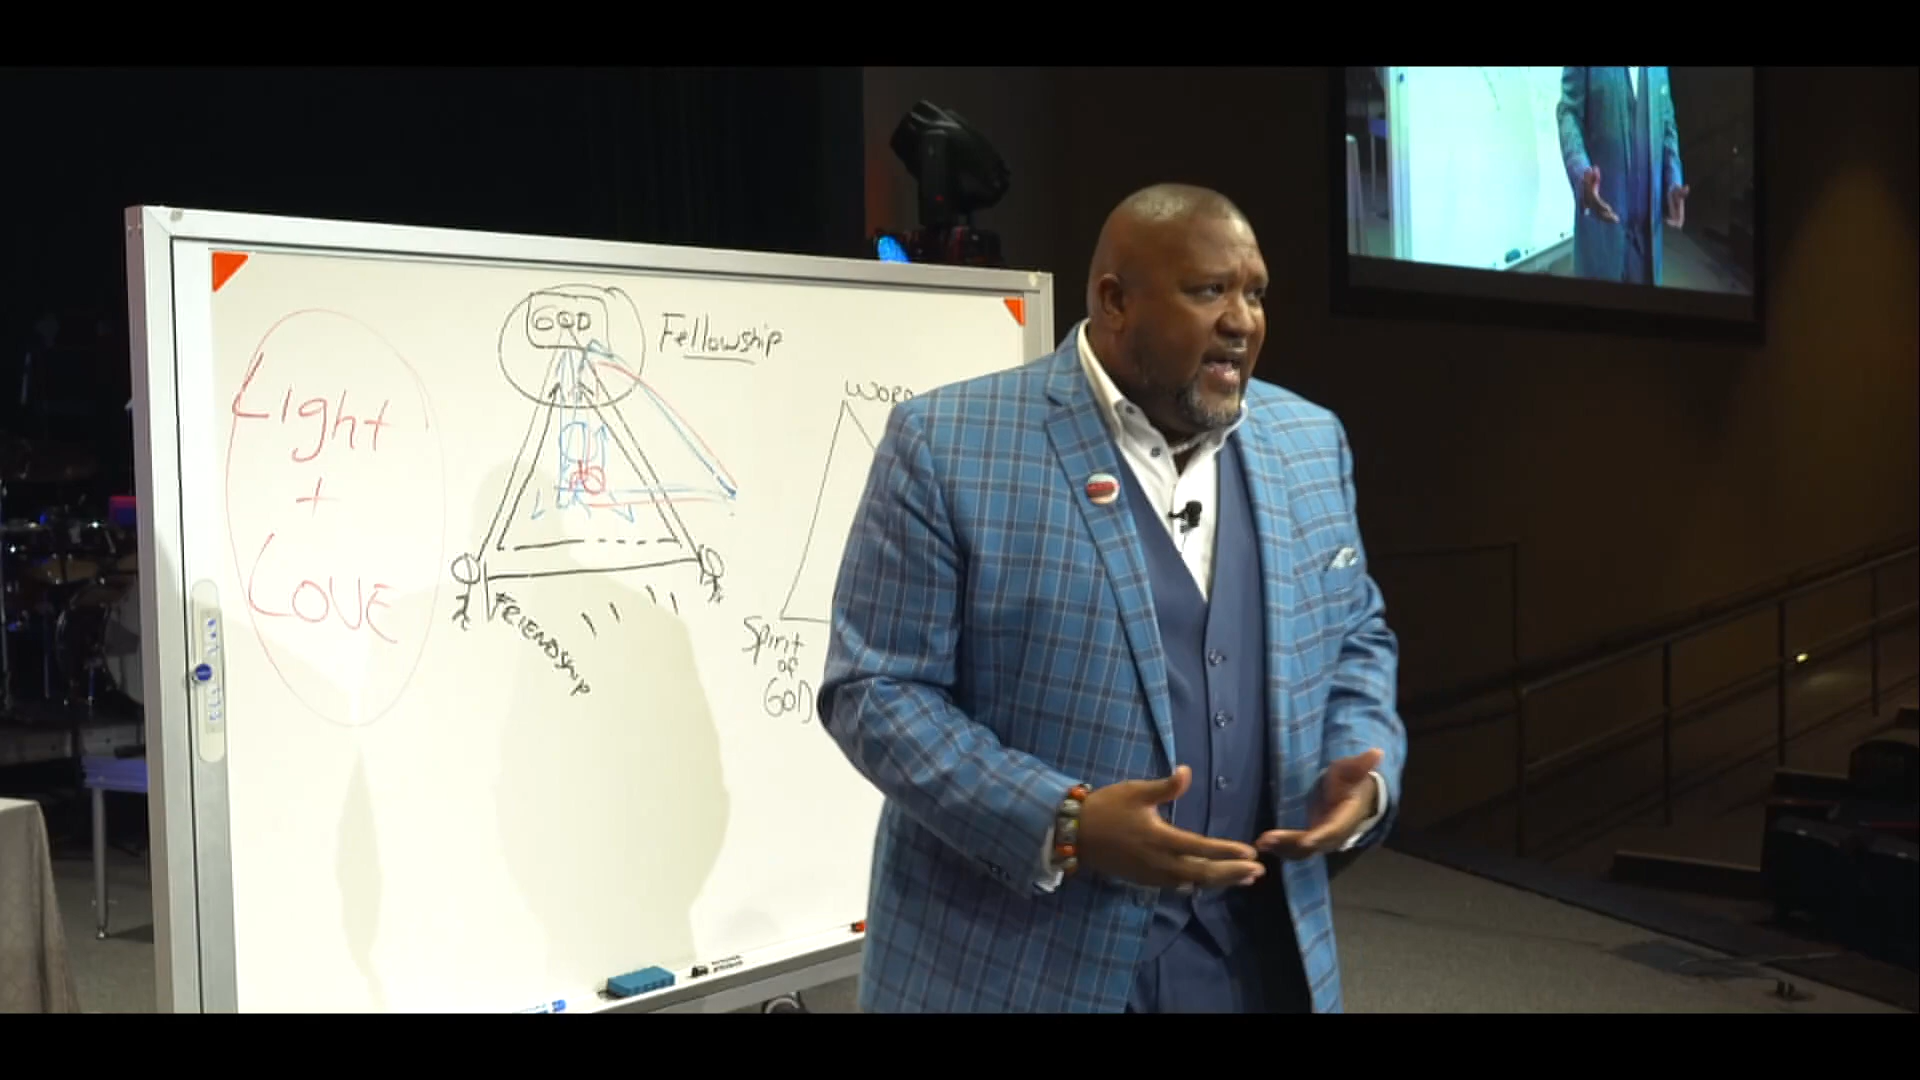 Light
+
LOVE
GOD
Fellowship
FRIENDShip
WORD
Spirit
of
GOD